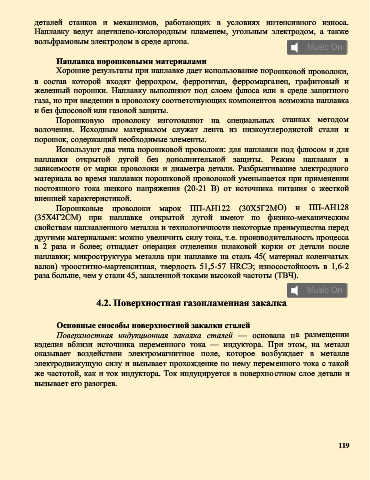 деталей станков и механизмов, работающих в условиях интенсивного износа.
Наплавку ведут ацетилено-кислородным пламенем, угольным электродом, а также
вольфрамовым электродом в среде аргона.
Music On
Наплавка порошковыми материалами
Хорошие результаты при наплавке дает использование порошковой проволоки,
в состав которой входят феррохром, ферротитан, ферромарганец, графитовый и
железный порошки. Наплавку выполняют под слоем флюса или в среде защитного
газа, но при введении в проволоку соответствующих компонентов возможна наплавка
и без флюсовой или газовой защиты.
Порошковую проволоку изготовляют на специальных станках методом
волочения. Исходным материалом служат лента из низкоуглеродистой стали и
порошок, содержащий необходимые элементы.
Используют два типа порошковой проволоки: для наплавки под флюсом и для
наплавки открытой дугой без дополнительной защиты. Режим наплавки в
зависимости от марки проволоки и диаметра детали. Разбрызгивание электродного
материала во время наплавки порошковой проволокой уменьшается при применении
постоянного тока низкого напряжения (20-21 В) от источника питания с жесткой
внешней характеристикой.
Порошковые проволоки марок ПП-АН122 (30Х5Г2МО) и ПП-АН128
(35Х4Г2СМ) при наплавке открытой дугой имеют по физико-механическим
свойствам наплавленного металла и технологичности некоторые преимущества перед
другими материалами: можно увеличить силу тока, т.е. производительность процесса
в 2 раза и более; отпадает операция отделения шлаковой корки от детали после
наплавки; микроструктура металла при наплавке на сталь 45( материал коленчатых
валов) троостито-мартенситная, твердость 51,5-57 HRCЭ; износостойкость в 1,6-2
раза больше, чем у стали 45, закаленной токами высокой частоты (ТВЧ).
Music On
4.2. Поверхностная газопламенная закалка
Основные способы поверхностной закалки сталей
Поверхностная индукционная закалка сталей — основана на размещении
изделия вблизи источника переменного тока — индуктора. При этом, на металл
оказывает воздействии электромагнитное поле, которое возбуждает в металле
электродвижущую силу и вызывает прохождение по нему переменного тока с такой
же частотой, как и ток индуктора. Ток индуцируется в поверхностном слое детали и
вызывает его разогрев.
119